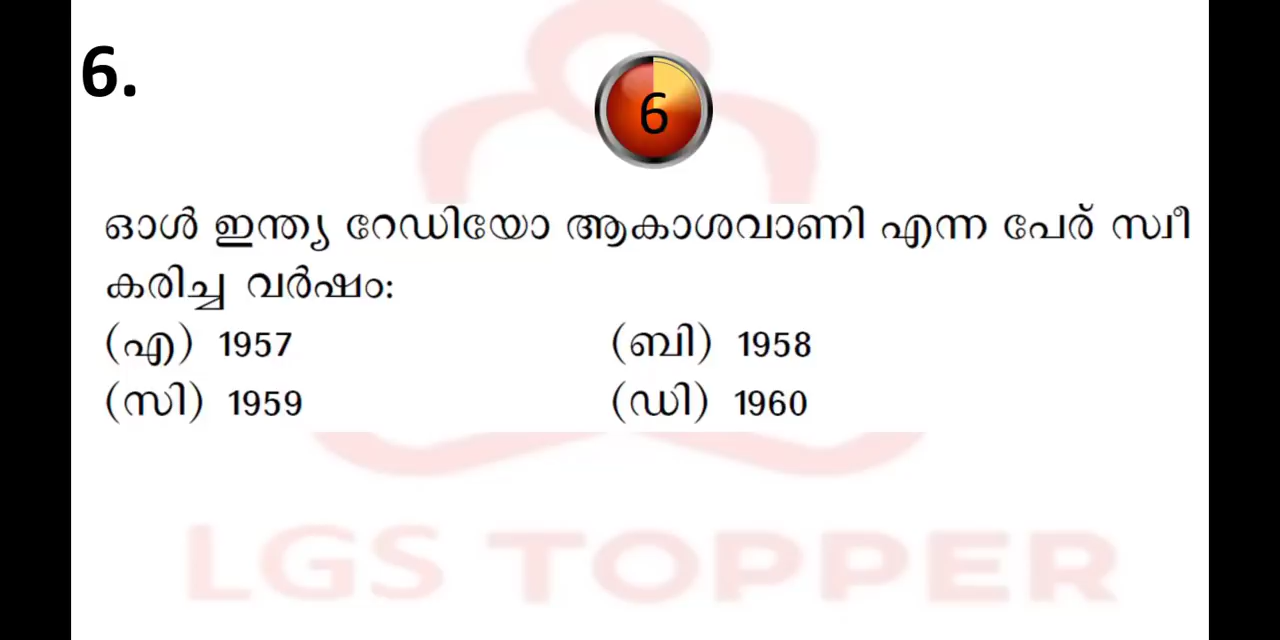 6.
6
ഓൾ ഇന്ത്യ റേഡിയോ ആകാശവാണി എന്ന പേര് സ്വീ
കരിച്ച വർഷം:
(എ) 1957 (ബി) 1958
(സി) 1959 (ഡി) 1960
LGS TOPPER